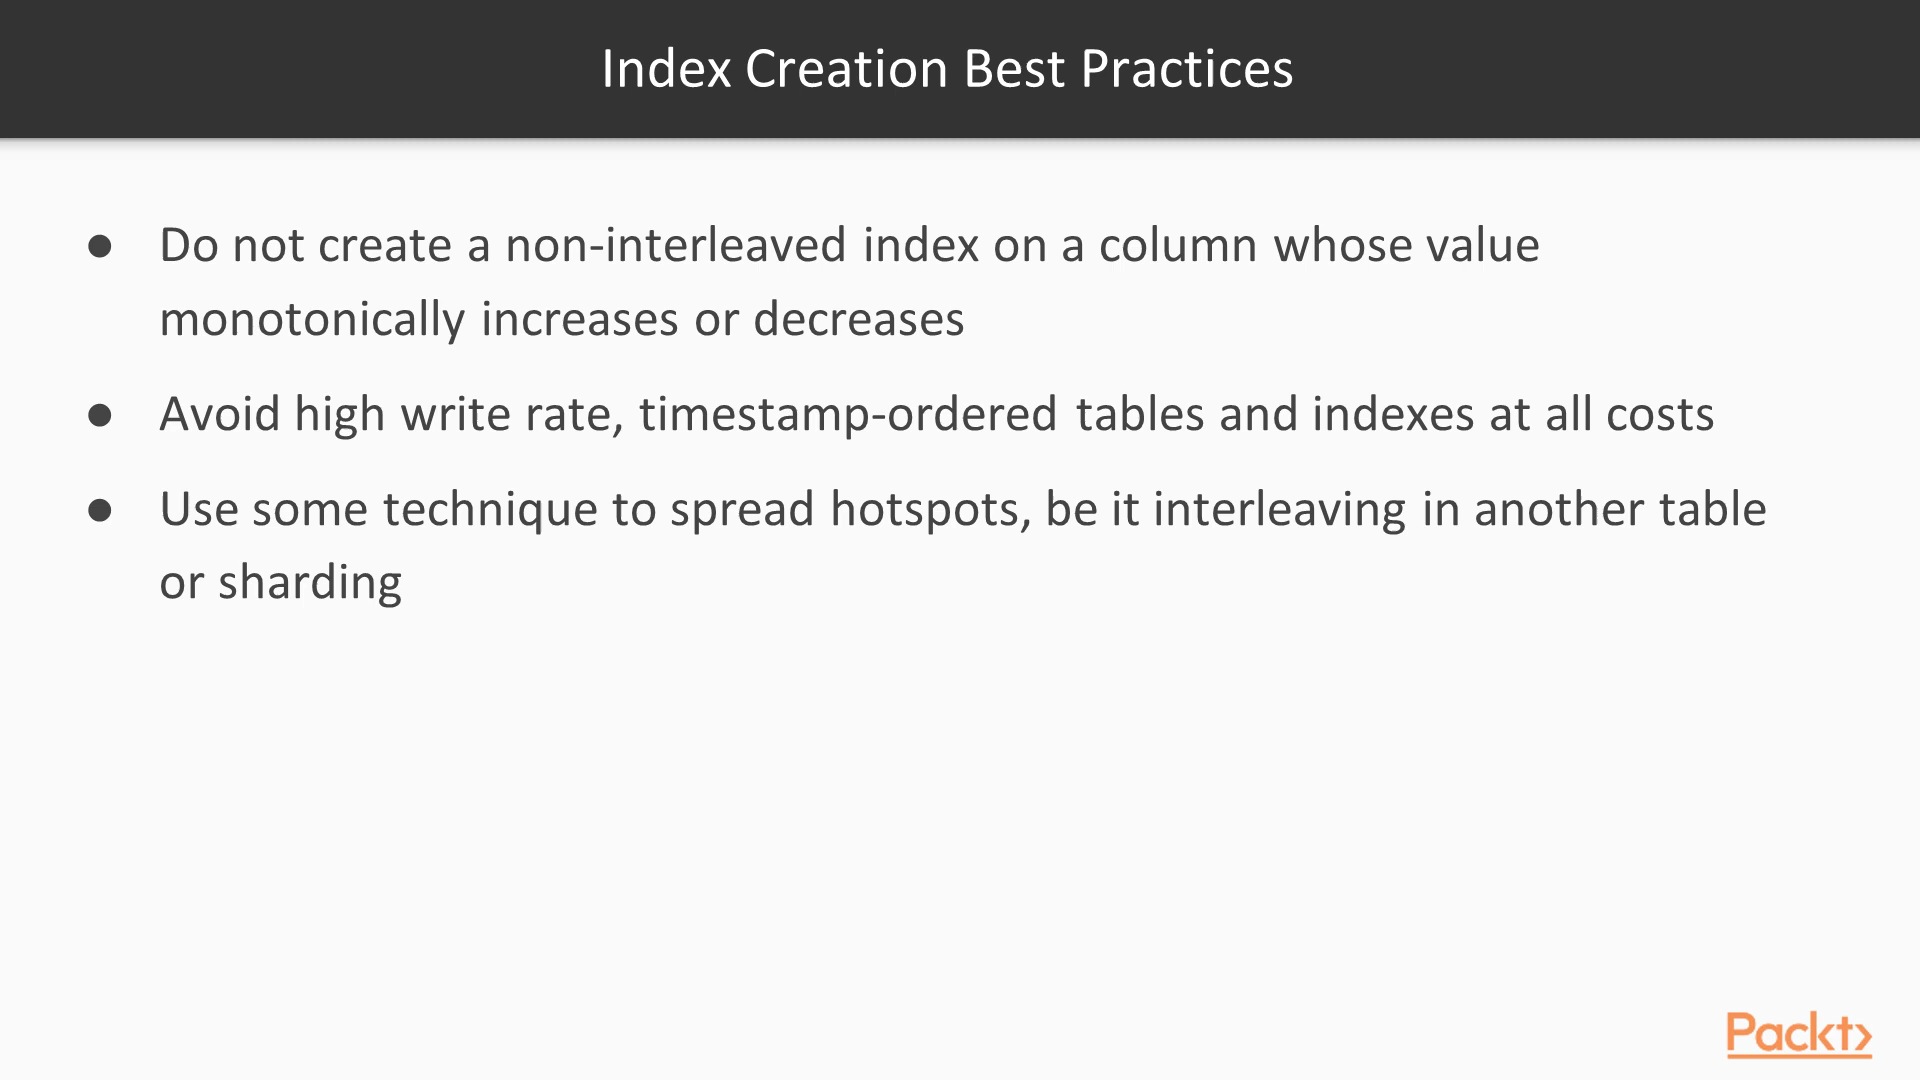 Index Creation Best Practices
● Do not create a non-interleaved index on a column whose value
monotonically increases or decreases
● Avoid high write rate, timestamp-ordered tables and indexes at all costs
● Use some technique to spread hotspots, be it interleaving in another table
or sharding
Packt>